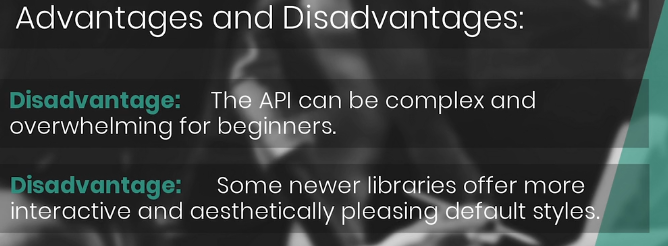 Advantages and Disadvantages:
Disadvantage: The API can be complex and
overwhelming for beginners.
Disadvantage: Some newer libraries offer more
interactive and aesthetically pleasing default styles.